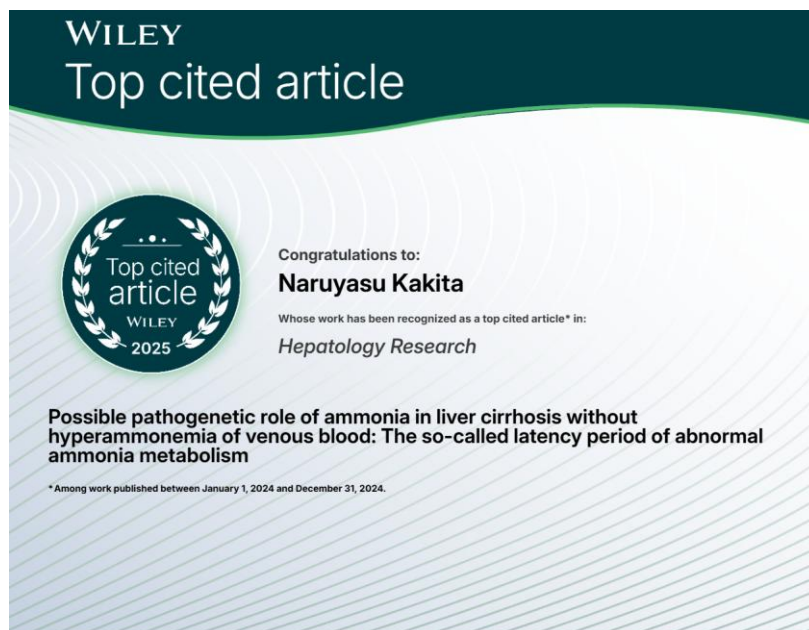 WILEY
Top cited article
Top cited
article
WILEY
2025
Congratulations to:
Naruyasu Kakita
Whose work has been recognized as a top cited article* in:
Hepatology Research
Possible pathogenetic role of ammonia in liver cirrhosis without
hyperammonemia of venous blood: The so-called latency period of abnormal
ammonia metabolism
*Among work published between January 1, 2024 and December 31, 2024.